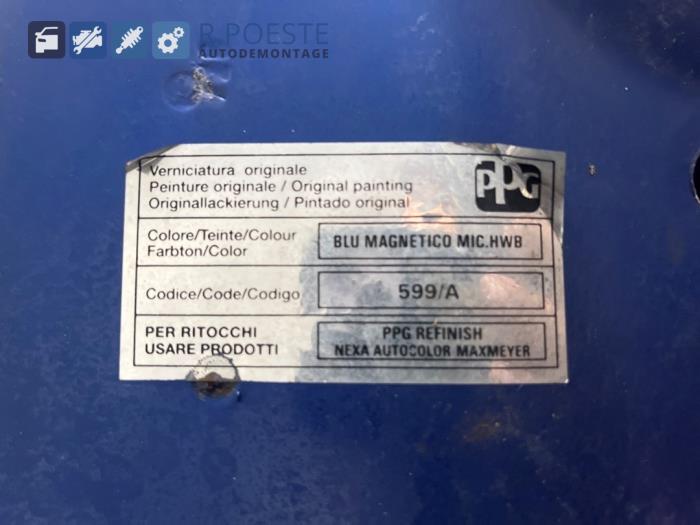 R POESTE
AUTODEMONTAGE
Verniciatura originale
Peinture originale / Original painting
Originallackierung / Pintado original
PPG
Colore/Teinte/Colour
Farbton/Color
BLU MAGNETICO MIC.HWB
Codice/Code/Codigo
599/A
PER RITOCCHI
USARE PRODOTTI
PPG REFINISH
NEXA AUTOCOLOR MAXMEYER